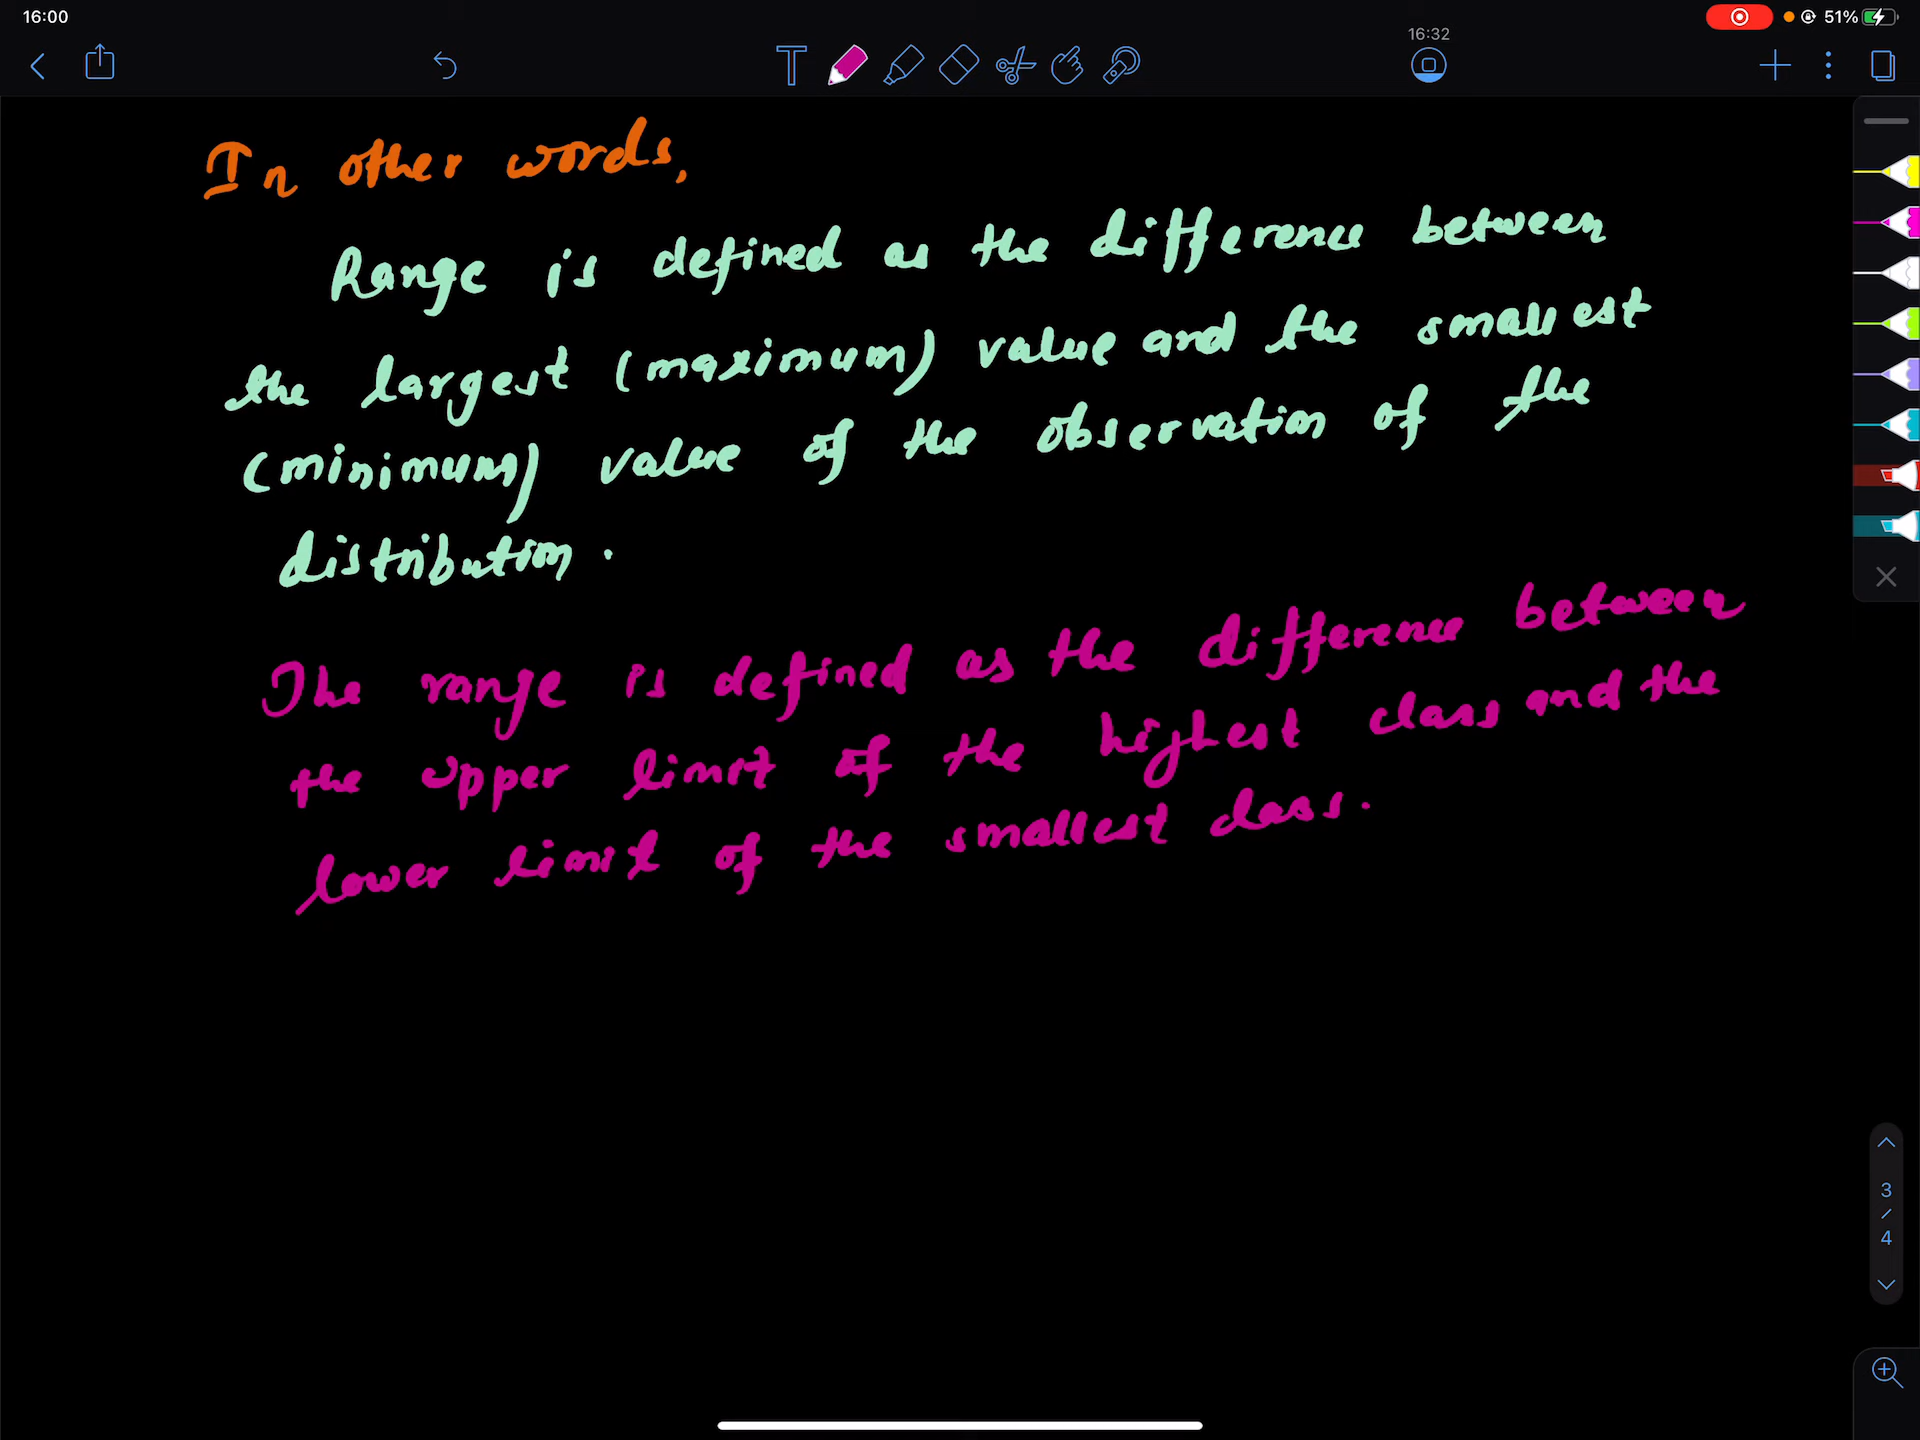 16:00
51%
16:32
In other words,
Range is defined as the difference between
the largest (maximum) value and the smallest
(minimum) value of the observation of the
distribution.
The range is defined as the difference between
the upper limit of the highest class and the
lower limit of the smallest class.
3
/
4